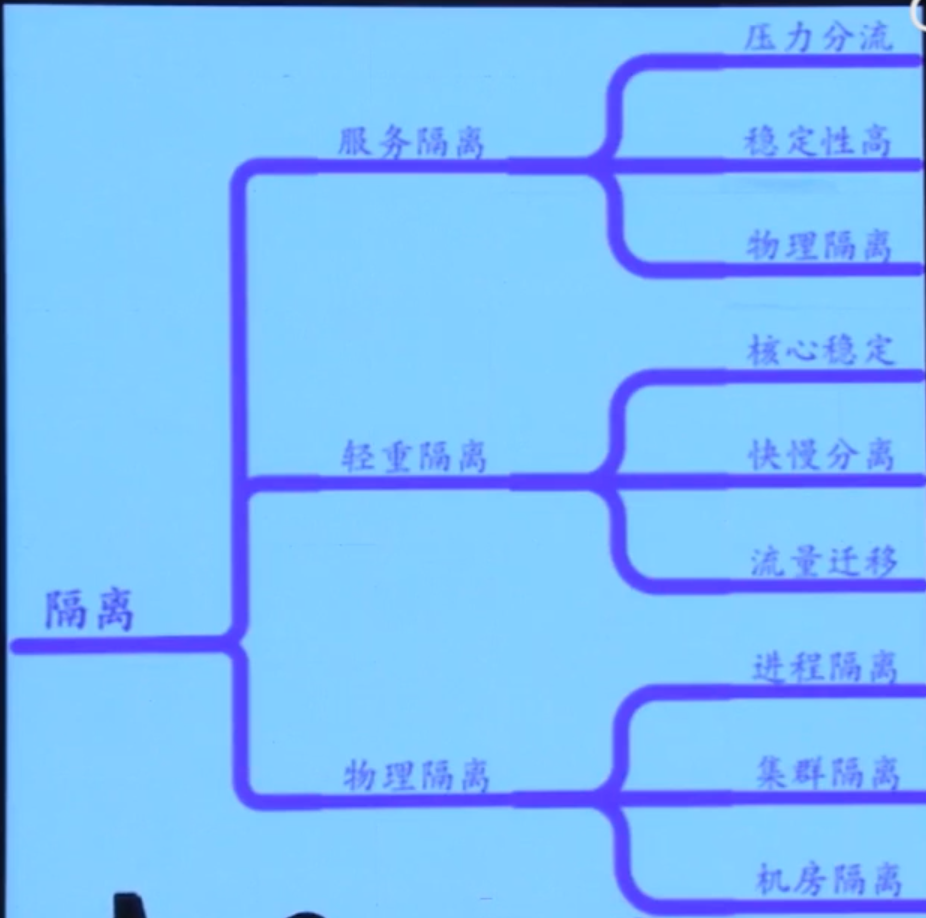 压力分流
服务隔离
稳定性高
物理隔离
核心稳定
轻重隔离
快慢分离
流量迁移
隔离
进程隔离
物理隔离
集群隔离
机房隔离